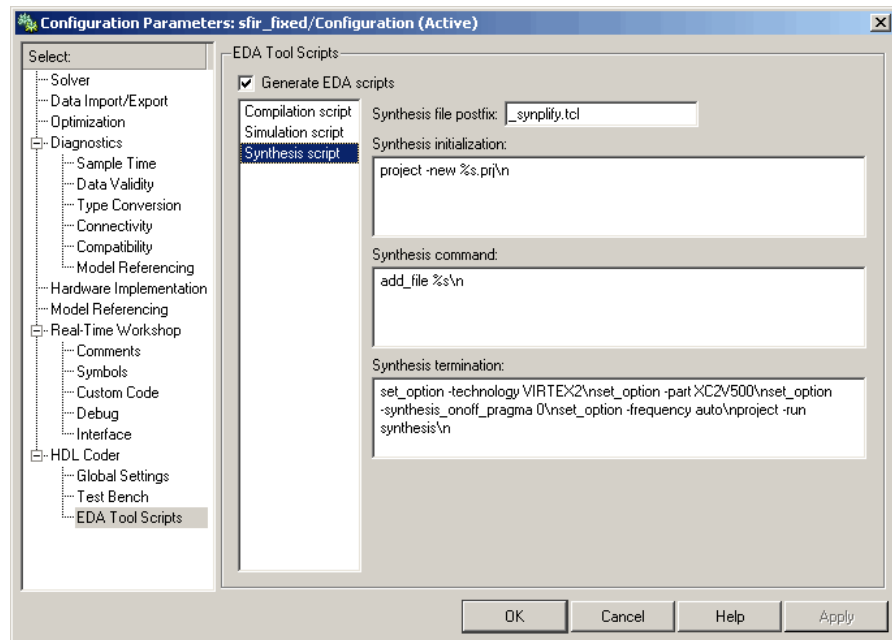 Configuration Parameters: sfir_fixed/Configuration (Active)
Select:
Solver
Data Import/Export
Optimization
Diagnostics
Sample Time
Data Validity
Type Conversion
Connectivity
Compatibility
Model Referencing
Hardware Implementation
Model Referencing
Real-Time Workshop
Comments
Symbols
Custom Code
Debug
Interface
HDL Coder
Global Settings
Test Bench
EDA Tool Scripts
EDA Tool Scripts
Generate EDA scripts
Compilation script
Simulation script
Synthesis script
Synthesis file postfix: _synplify.tcl
Synthesis initialization:
project -new %s.prj\n
Synthesis command:
add_file %s\n
Synthesis termination:
set_option -technology VIRTEX2\nset_option -part XC2V500\nset_option
-synthesis_onoff_pragma 0\nset_option -frequency auto\nproject -run
synthesis\n
OK Cancel Help Apply